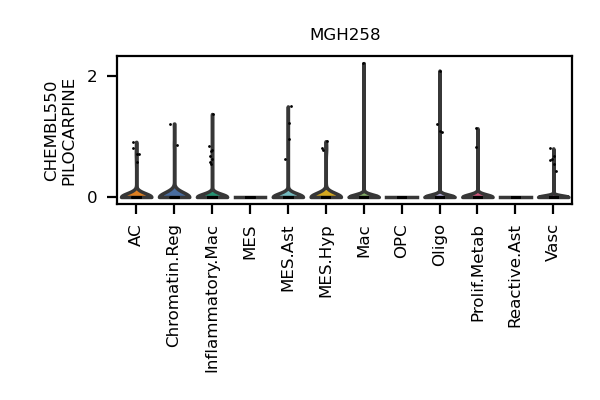 MGH258
CHEMBL550
PILOCARPINE
2
0
AC
Chromatin.Reg
Inflammatory.Mac
MES
MES.Ast
MES.Hyp
Mac
OPC
Oligo
Prolif.Metab
Reactive.Ast
Vasc